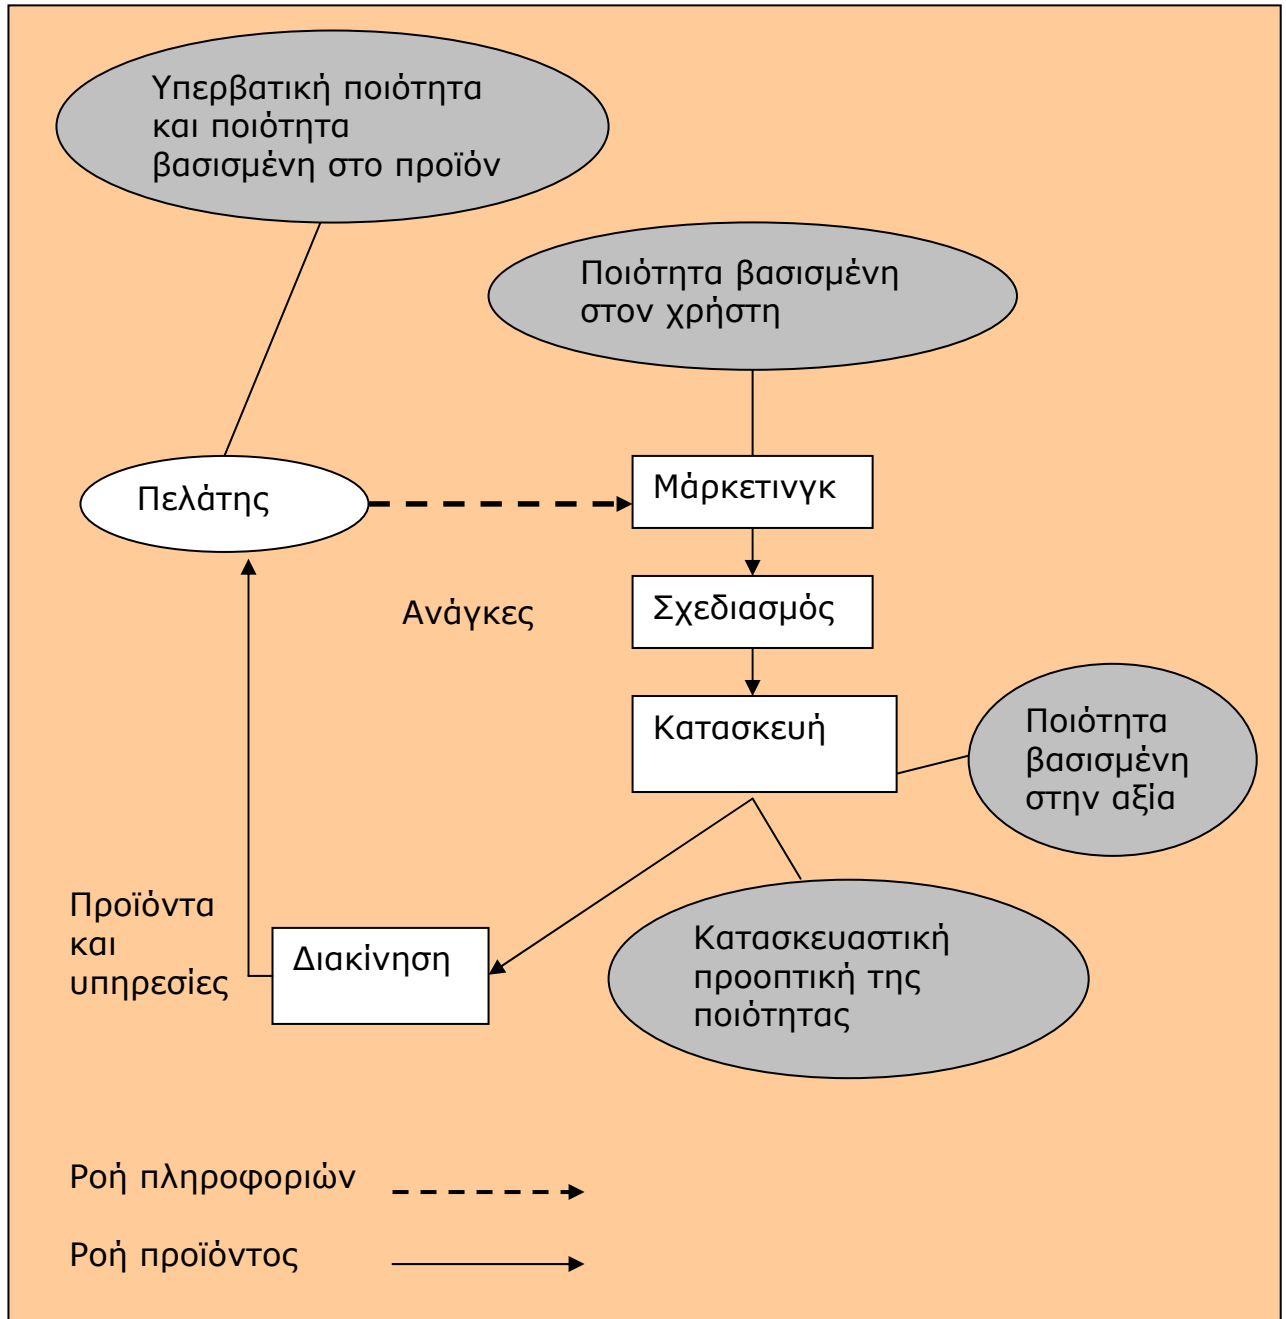 Υπερβατική ποιότητα
και ποιότητα
βασισμένη στο προϊόν
Ποιότητα βασισμένη
στον χρήστη
Πελάτης
Μάρκετινγκ
Ανάγκες
Σχεδιασμός
Κατασκευή
Ποιότητα
βασισμένη
στην αξία
Προϊόντα
και
υπηρεσίες
Διακίνηση
Κατασκευαστική
προοπτική της
ποιότητας
Ροή πληροφοριών
Ροή προϊόντος